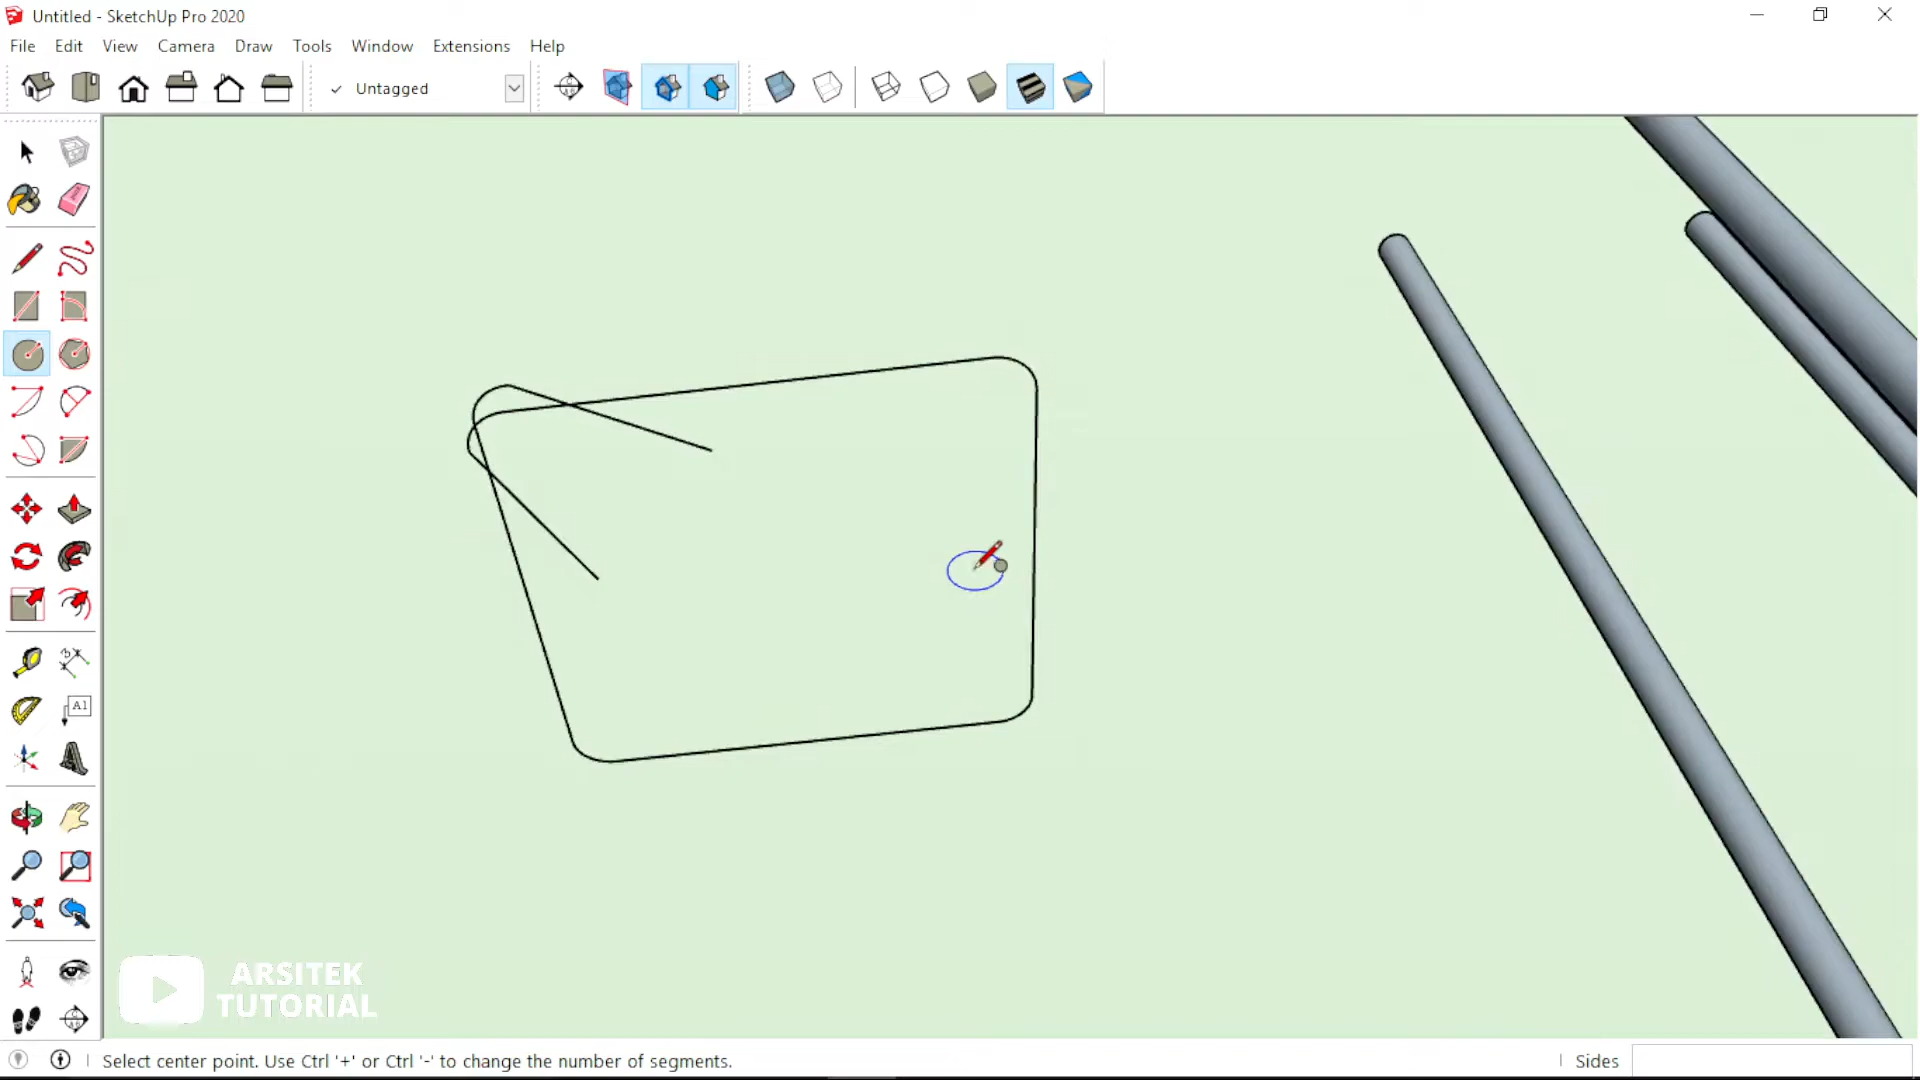 Untitled - SketchUp Pro 2020
File Edit View Camera Draw Tools Window Extensions Help
Untagged
A1
ARSITEK
TUTORIAL
Select center point. Use Ctrl '+' or Ctrl '-' to change the number of segments.
Sides